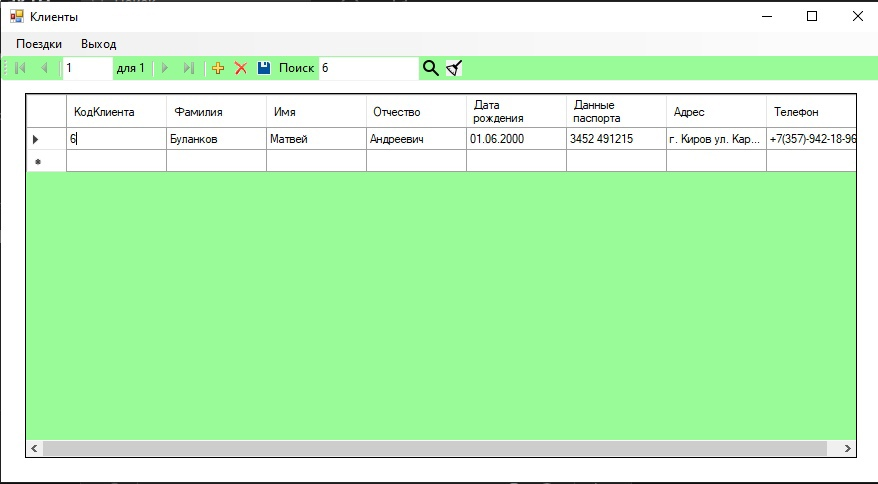 Клиенты
Поездки Выход
1 для 1 Поиск 6
КодКлиента Фамилия Имя Отчество Дата рождения Данные паспорта Адрес Телефон
6 Буланков Матвей Андреевич 01.06.2000 3452 491215 г. Киров ул. Кар... +7(357)-942-18-96